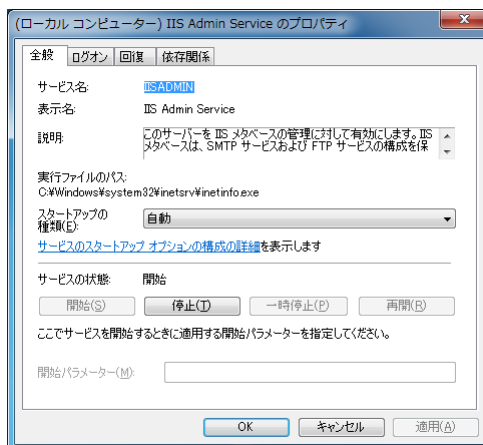 (ローカル コンピューター) IIS Admin Service のプロパティ
全般 ログオン 回復 依存関係
サービス名: IISADMIN
表示名: IIS Admin Service
説明: このサーバーを IIS メタベースの管理に対して有効にします。IIS
メタベースは、SMTP サービスおよび FTP サービスの構成を保
実行ファイルのパス:
C:¥Windows¥system32¥inetsrv¥inetinfo.exe
スタートアップの
種類(E): 自動
サービスのスタートアップ オプションの構成の詳細を表示します
サービスの状態: 開始
開始(S) 停止(T) 一時停止(P) 再開(R)
ここでサービスを開始するときに適用する開始パラメーターを指定してください。
開始パラメーター(M):
OK キャンセル 適用(A)